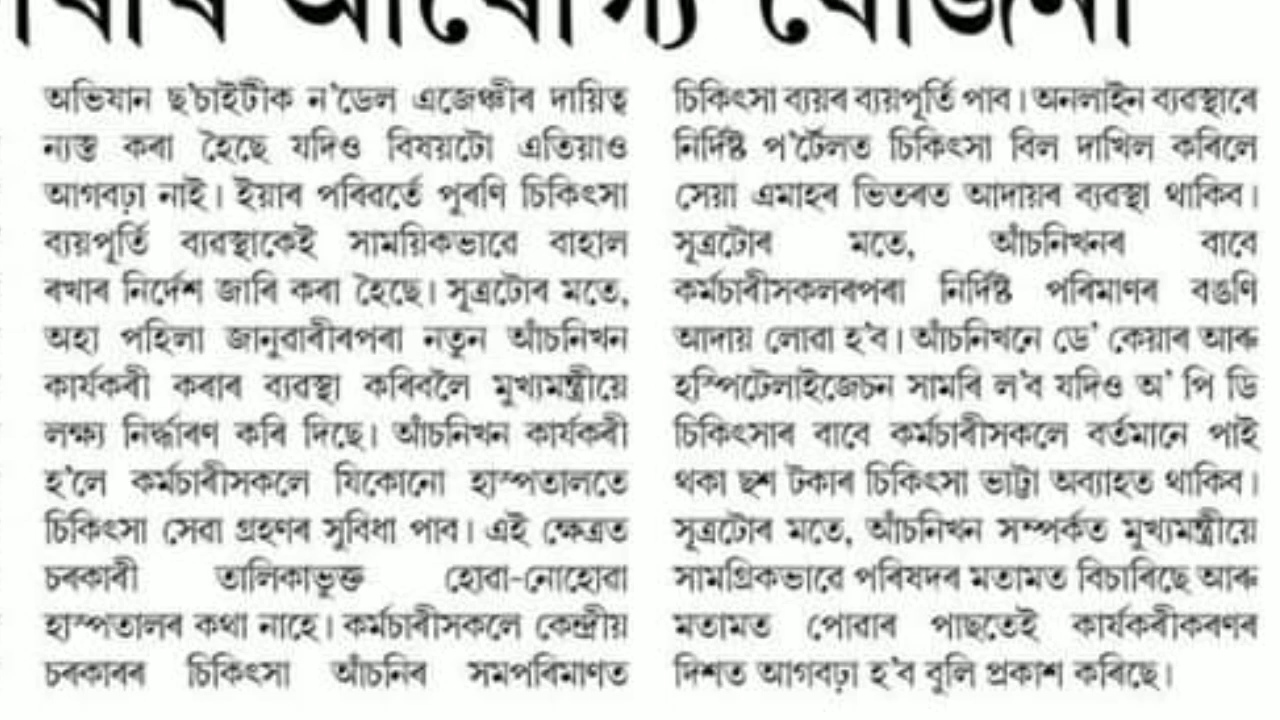 আৰোগ্য যোজনা
অভিযান ছ'চাইটীক ন'ডেল এজেঞ্চীৰ দায়িত্ব
ন্যস্ত কৰা হৈছে যদিও বিষয়টো এতিয়াও
আগবঢ়া নাই। ইয়াৰ পৰিৱৰ্তে পুৰণি চিকিৎসা
ব্যয়পূৰ্তি ব্যৱস্থাকেই সাময়িকভাৱে বাহাল
ৰখাৰ নিৰ্দেশ জাৰি কৰা হৈছে। সূত্ৰটোৰ মতে,
অহা পহিলা জানুৱাৰীৰপৰা নতুন আঁচনিখন
কাৰ্যকৰী কৰাৰ ব্যৱস্থা কৰিবলৈ মুখ্যমন্ত্ৰীয়ে
লক্ষ্য নিৰ্দ্ধাৰণ কৰি দিছে। আঁচনিখন কাৰ্যকৰী
হ'লে কৰ্মচাৰীসকলে যিকোনো হাস্পতালতে
চিকিৎসা সেৱা গ্ৰহণৰ সুবিধা পাব। এই ক্ষেত্ৰত
চৰকাৰী তালিকাভুক্ত হোৱা-নোহোৱা
হাস্পতালৰ কথা নাহে। কৰ্মচাৰীসকলে কেন্দ্ৰীয়
চৰকাৰৰ চিকিৎসা আঁচনিৰ সমপৰিমাণত
চিকিৎসা ব্যয়ৰ ব্যয়পূৰ্তি পাব। অনলাইন ব্যৱস্থাৰে
নিৰ্দিষ্ট প'ৰ্টেলত চিকিৎসা বিল দাখিল কৰিলে
সেয়া এমাহৰ ভিতৰত আদায়ৰ ব্যৱস্থা থাকিব।
সূত্ৰটোৰ মতে, আঁচনিখনৰ বাবে
কৰ্মচাৰীসকলৰপৰা নিৰ্দিষ্ট পৰিমাণৰ বঙণি
আদায় লোৱা হ'ব। আঁচনিখনে ডে' কেয়াৰ আৰু
হস্পিটেলাইজেচন সামৰি ল'ব যদিও অ' পি ডি
চিকিৎসাৰ বাবে কৰ্মচাৰীসকলে বৰ্তমানে পাই
থকা ছশ টকাৰ চিকিৎসা ভাট্টা অব্যাহত থাকিব।
সূত্ৰটোৰ মতে, আঁচনিখন সম্পৰ্কত মুখ্যমন্ত্ৰীয়ে
সামগ্ৰিকভাৱে পৰিষদৰ মতামত বিচাৰিছে আৰু
মতামত পোৱাৰ পাছতেই কাৰ্যকৰীকৰণৰ
দিশত আগবঢ়া হ'ব বুলি প্ৰকাশ কৰিছে।